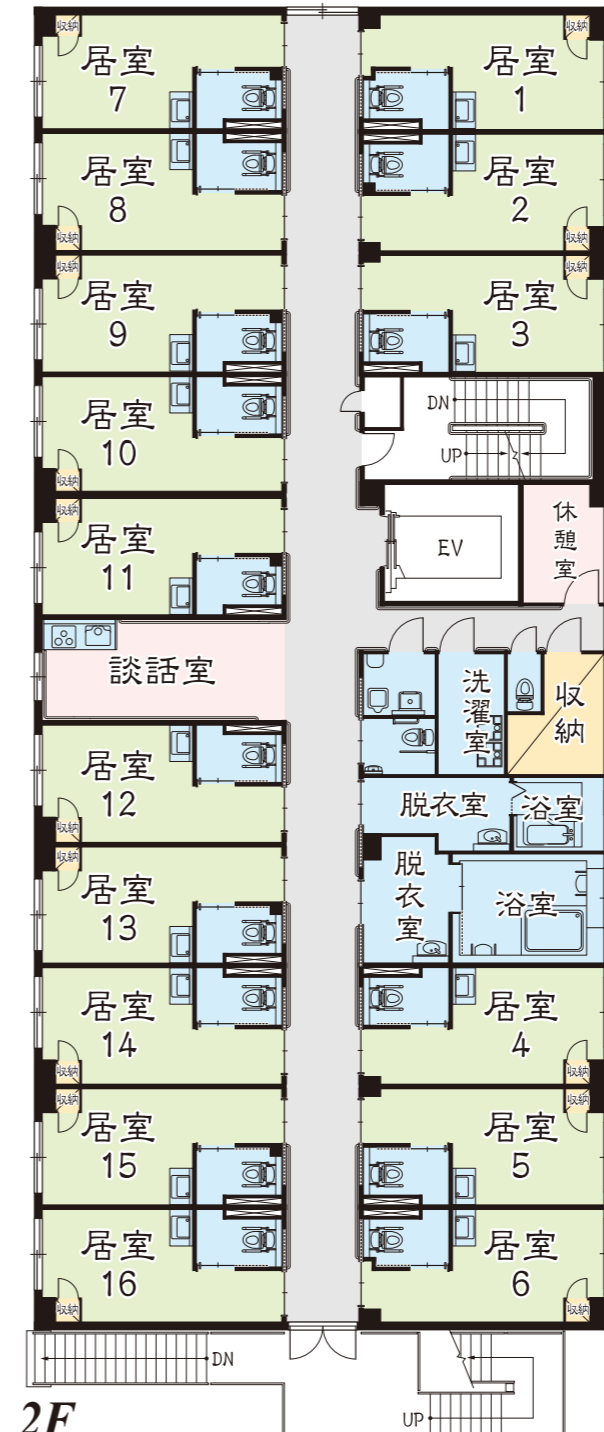 収納
居室
7
収納
居室
1
居室
8
収納
居室
2
収納
収納
居室
9
収納
居室
3
居室
10
収納
DN
UP
収納
居室
11
EV
休憩室
談話室
洗濯室
収納
居室
12
収納
脱衣室
浴室
収納
居室
13
脱衣室
浴室
居室
14
収納
居室
4
収納
収納
居室
15
収納
居室
5
居室
16
収納
居室
6
収納
DN
UP
2F